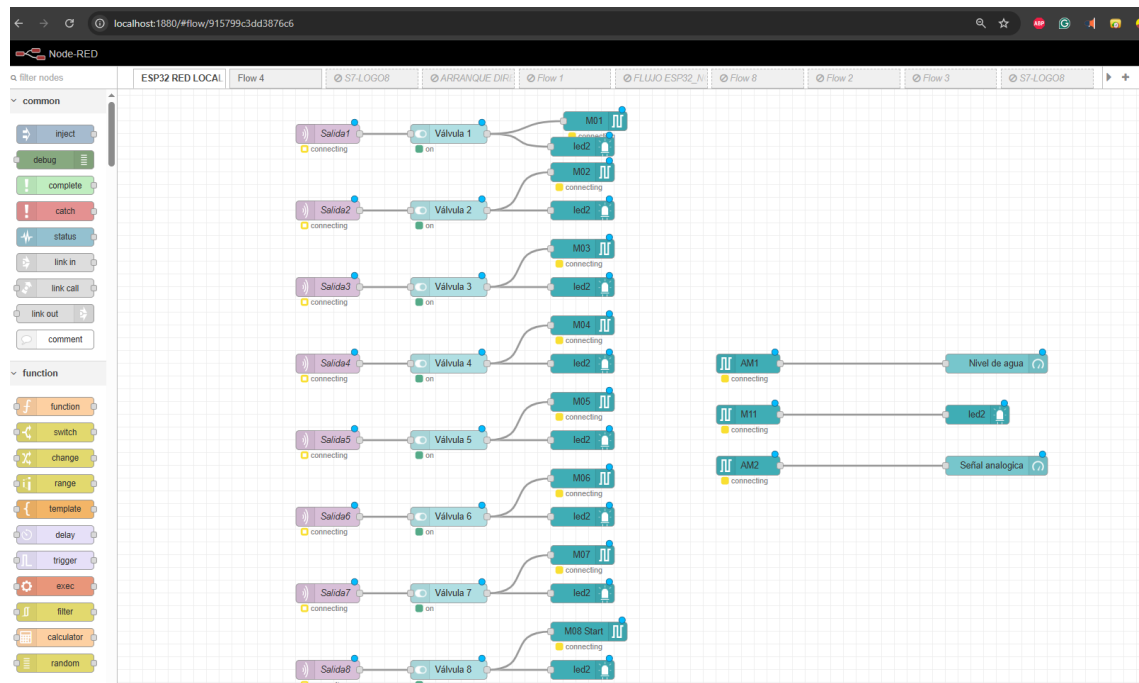 localhost:1880/#flow/915799c3dd3876c6
ABP
Node-RED
filter nodes
ESP32 RED LOCAL
Flow 4
S7-LOGO8
ARRANQUE DIR
Flow 1
FLUJO ESP32_N
Flow 8
Flow 2
Flow 3
S7-LOGO8
common
inject
debug
complete
catch
status
link in
link call
link out
comment
function
function
switch
change
range
template
delay
trigger
exec
filter
calculator
random
Salida1
connecting
Válvula 1
on
M01
connecting
led2
M02
connecting
Salida2
connecting
Válvula 2
on
led2
M03
connecting
Salida3
connecting
Válvula 3
on
led2
M04
connecting
Salida4
connecting
Válvula 4
on
led2
M05
connecting
Salida5
connecting
Válvula 5
on
led2
M06
connecting
Salida6
connecting
Válvula 6
on
led2
M07
connecting
Salida7
connecting
Válvula 7
on
led2
M08 Start
connecting
Salida8
Válvula 8
led2
AM1
connecting
Nivel de agua
M11
connecting
led2
AM2
connecting
Señal analogica